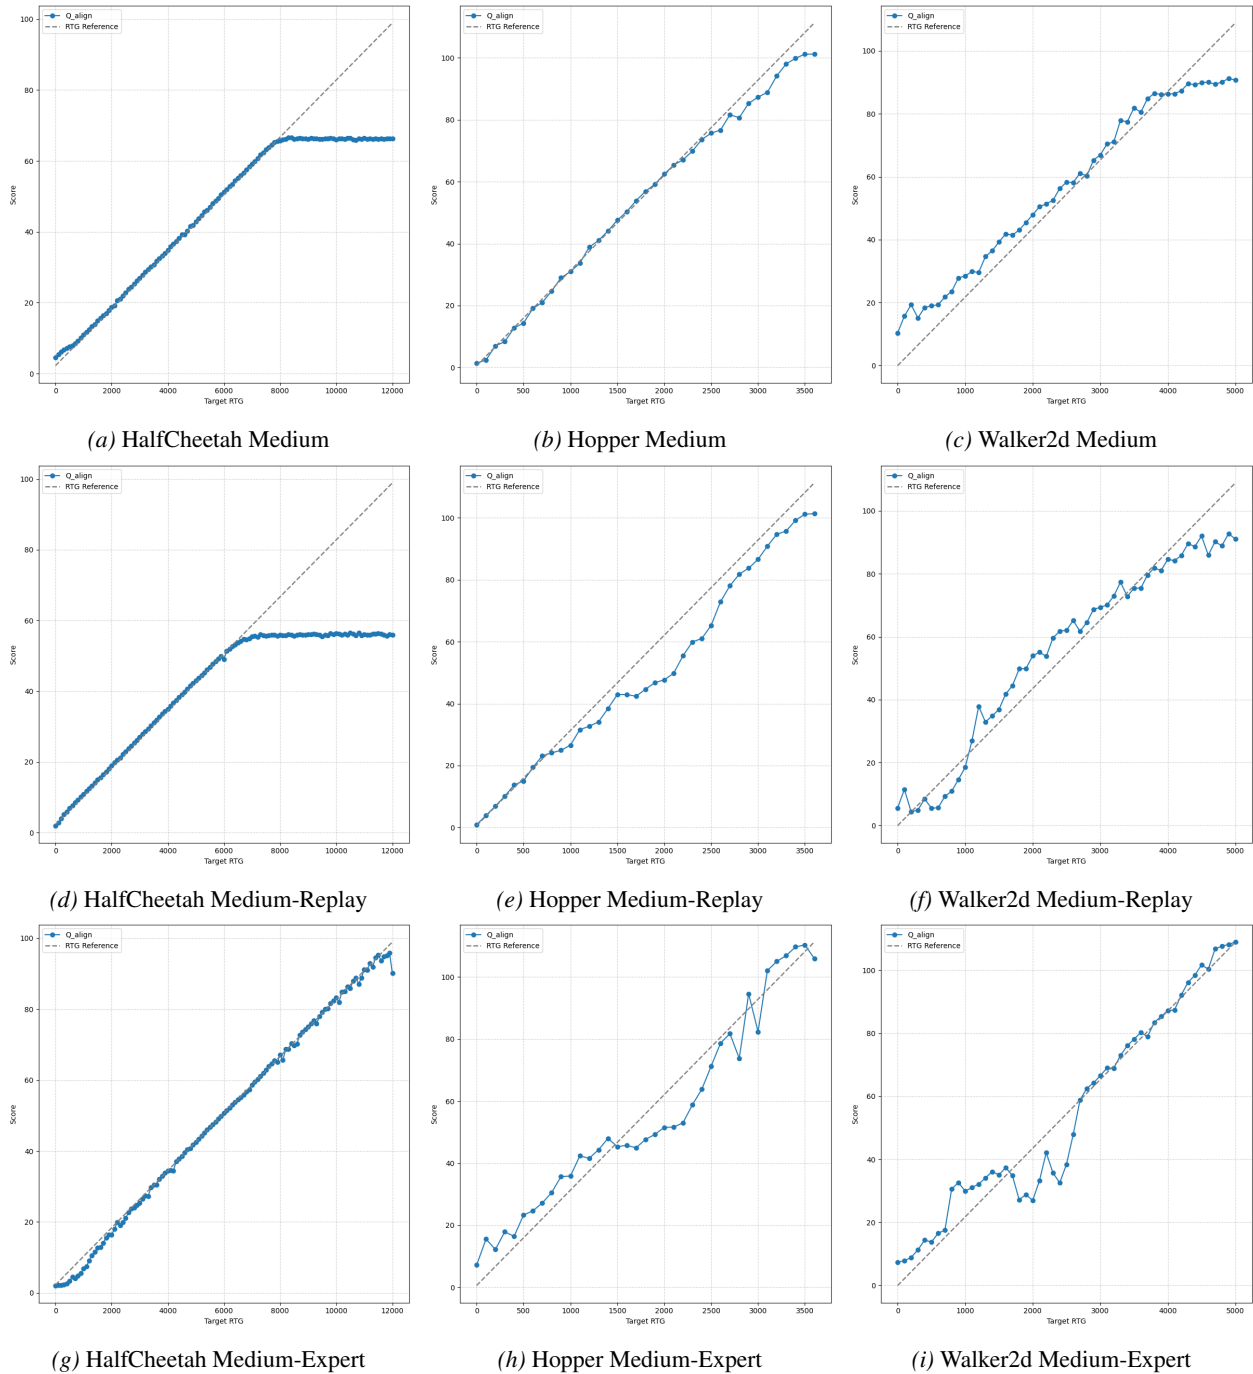 Q_align
RTG Reference
100
80
60
40
20
0
Score
0 2000 4000 6000 8000 10000 12000
Target RTG
(a) HalfCheetah Medium
Q_align
RTG Reference
100
80
60
40
20
0
Score
0 500 1000 1500 2000 2500 3000 3500
Target RTG
(b) Hopper Medium
Q_align
RTG Reference
100
80
60
40
20
0
Score
0 1000 2000 3000 4000 5000
Target RTG
(c) Walker2d Medium
Q_align
RTG Reference
100
80
60
40
20
0
Score
0 2000 4000 6000 8000 10000 12000
Target RTG
(d) HalfCheetah Medium-Replay
Q_align
RTG Reference
100
80
60
40
20
0
Score
0 500 1000 1500 2000 2500 3000 3500
Target RTG
(e) Hopper Medium-Replay
Q_align
RTG Reference
100
80
60
40
20
0
Score
0 1000 2000 3000 4000 5000
Target RTG
(f) Walker2d Medium-Replay
Q_align
RTG Reference
100
80
60
40
20
0
Score
0 2000 4000 6000 8000 10000 12000
Target RTG
(g) HalfCheetah Medium-Expert
Q_align
RTG Reference
100
80
60
40
20
0
Score
0 500 1000 1500 2000 2500 3000 3500
Target RTG
(h) Hopper Medium-Expert
Q_align
RTG Reference
100
80
60
40
20
0
Score
0 1000 2000 3000 4000 5000
Target RTG
(i) Walker2d Medium-Expert